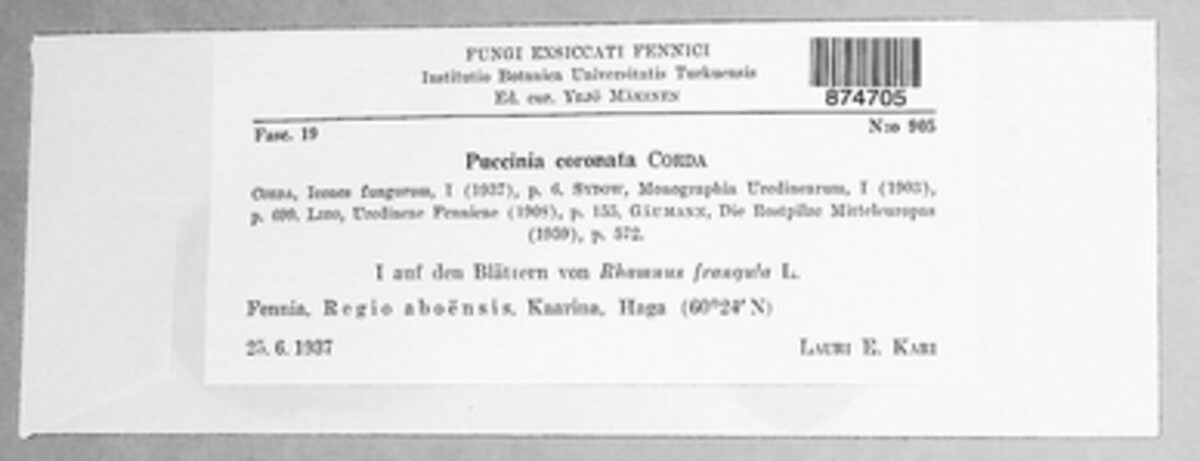 FUNGI EXSICCATI FENNICI
Institutio Botanica Universitatis Turkuensis
Ed. cur. YRJÖ MÄKINEN
874705
Fasc. 19
N:o 905
Puccinia coronata CORDA
CORDA, Icones fungorum, I (1937), p. 6. SYDOW, Monographia Uredinearum, I (1903),
p. 699. LIRO, Uredineae Fennicae (1908), p. 155, GÄUMANN, Die Rostpilze Mitteleuropas
(1959), p. 572.
I auf den Blättern von Rhamnus frangula L.
Fennia, Regio aboënsis, Kaarina, Haga (60°24' N)
25. 6. 1937
LAURI E. KARI